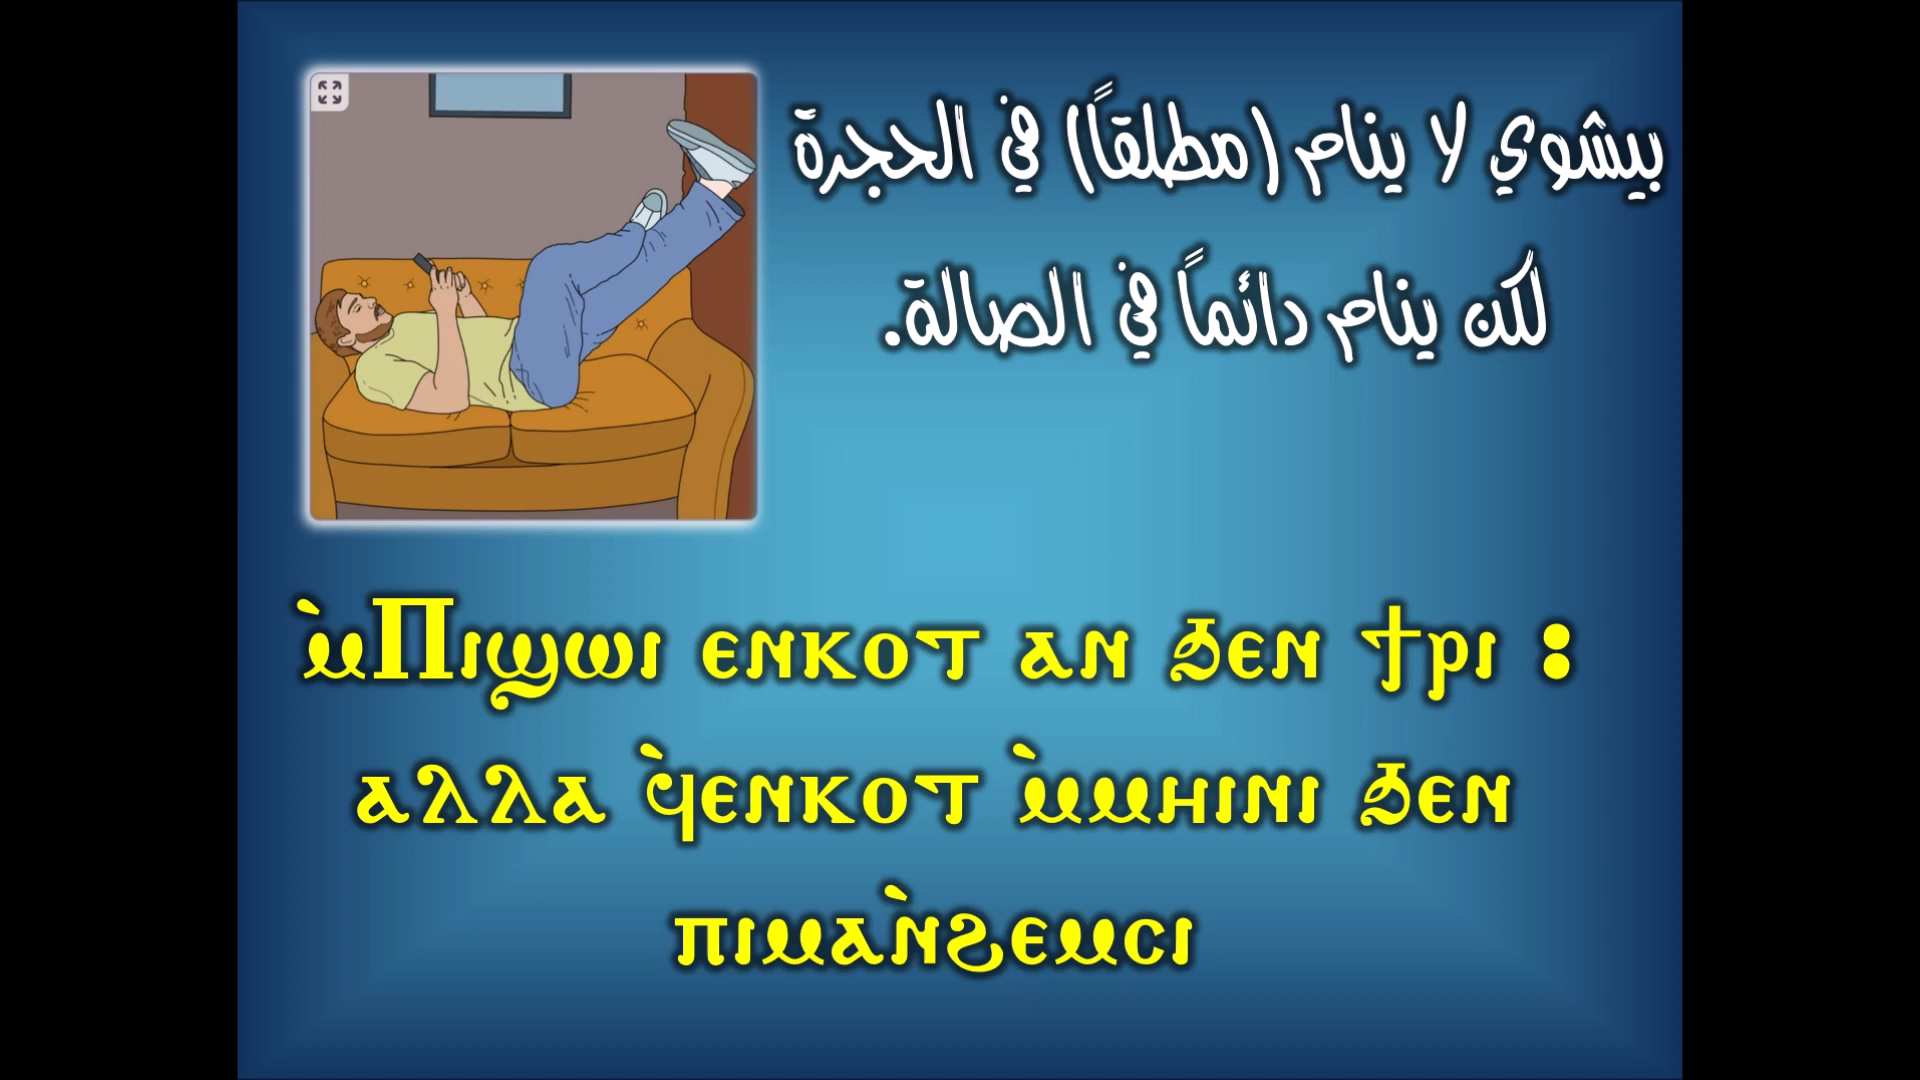 بيشوي لا ينام (مطلقاً) في الحجرة
لكن ينام دائماً في الصالة.
ⲙ̀Ⲡⲓϣⲱⲓ ⲉⲛⲕⲟⲧ ⲁⲛ ϧⲉⲛ ϯⲣⲓ :
ⲁⲗⲗⲁ ϥ̀ⲉⲛⲕⲟⲧ ⲙ̀ⲙⲏⲓⲛⲓ ϧⲉⲛ
ⲡⲓⲙⲁⲛ̀ϩⲉⲙⲥⲓ